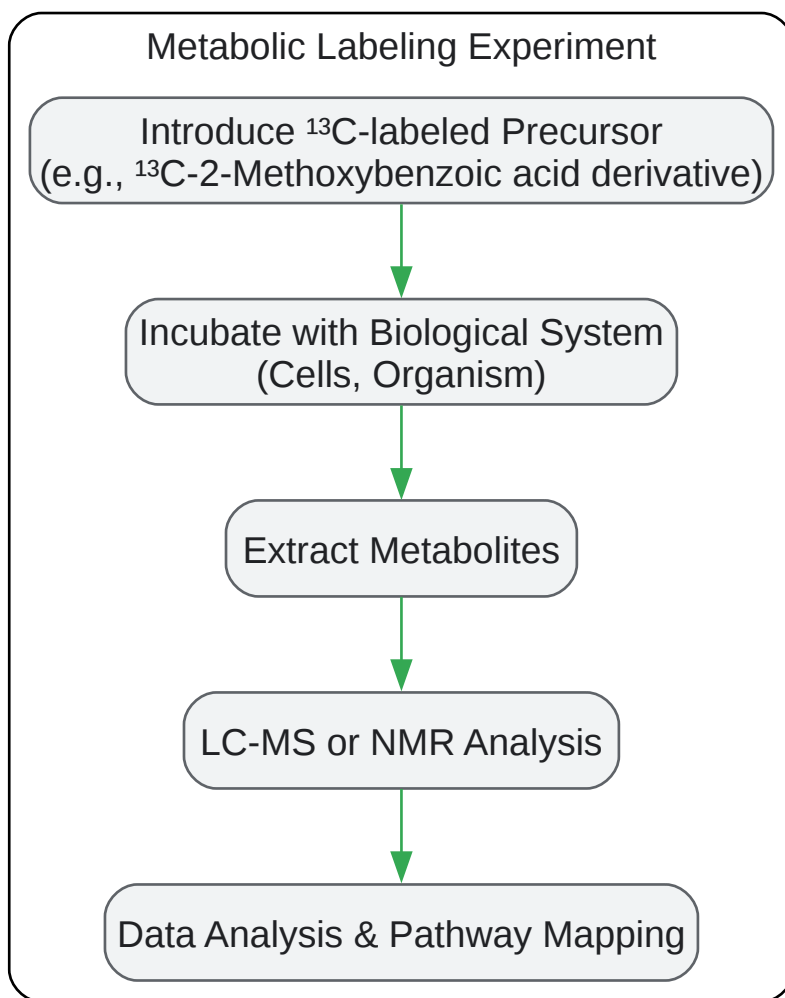 Metabolic Labeling Experiment
Introduce ¹³C-labeled Precursor
(e.g., ¹³C-2-Methoxybenzoic acid derivative)
Incubate with Biological System
(Cells, Organism)
Extract Metabolites
LC-MS or NMR Analysis
Data Analysis & Pathway Mapping